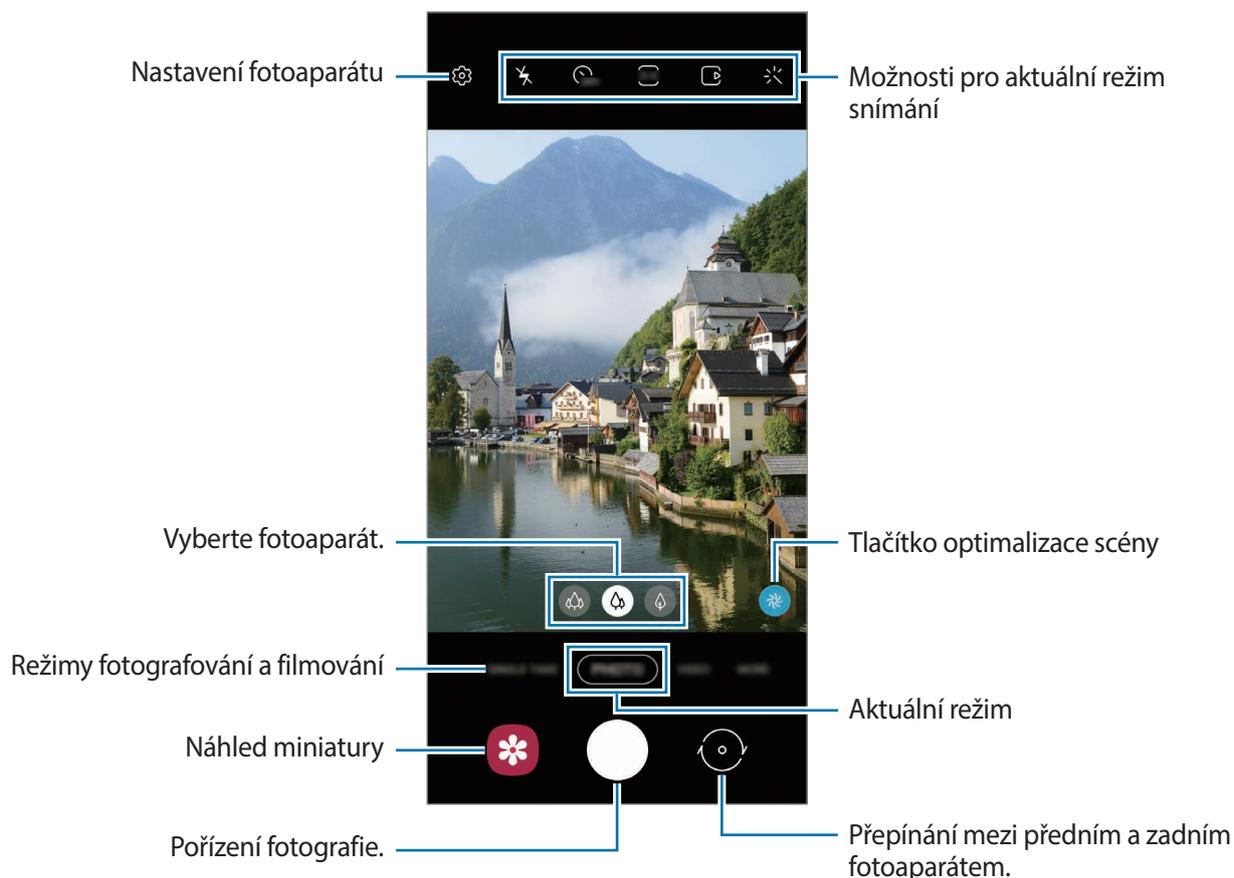 Nastavení fotoaparátu
Možnosti pro aktuální režim
snímání
Vyberte fotoaparát.
Tlačítko optimalizace scény
Režimy fotografování a filmování
PHOTO
Aktuální režim
Náhled miniatury
Pořízení fotografie.
Přepínání mezi předním a zadním
fotoaparátem.